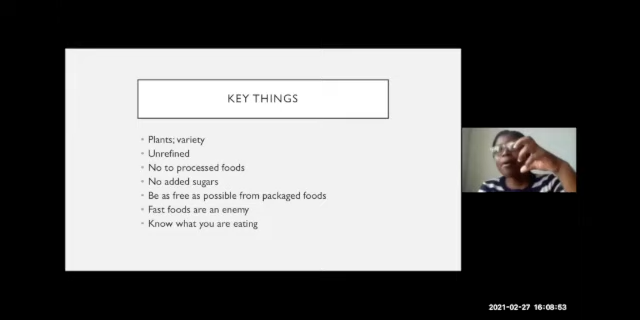 KEY THINGS
Plants; variety
Unrefined
No to processed foods
No added sugars
Be as free as possible from packaged foods
Fast foods are an enemy
Know what you are eating
2021-02-27 16:08:53